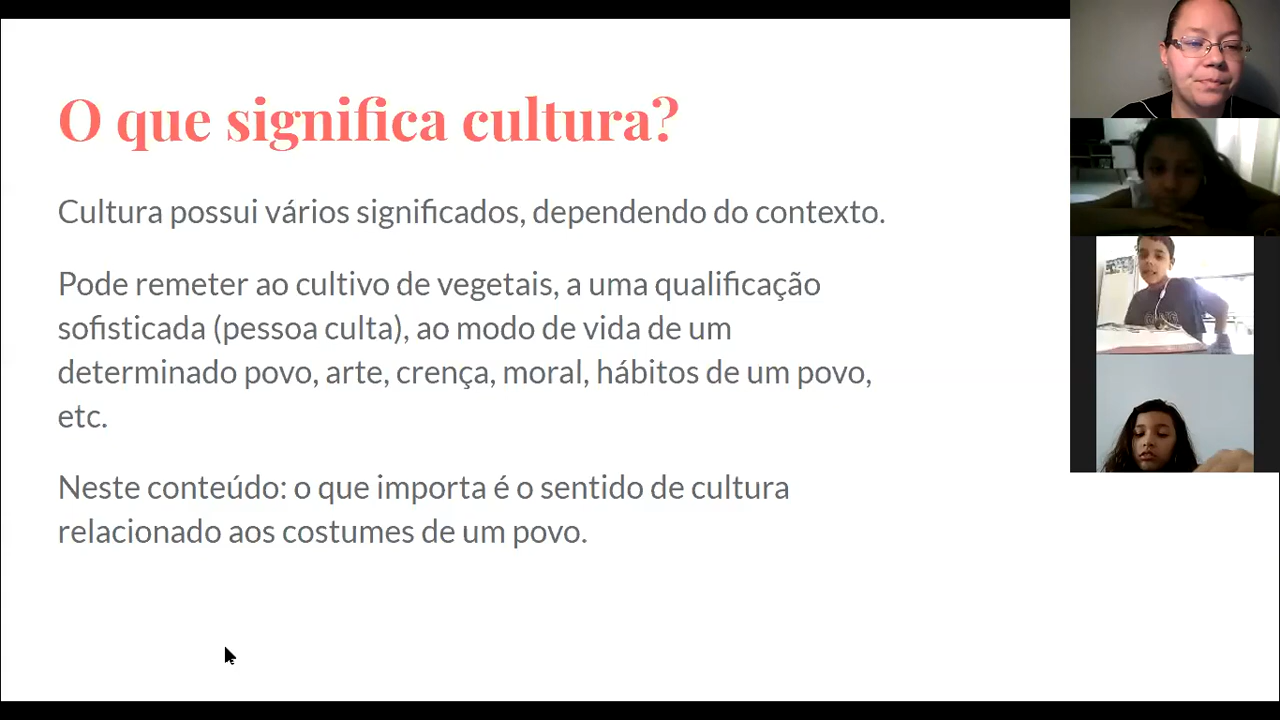 O que significa cultura?
Cultura possui vários significados, dependendo do contexto.
Pode remeter ao cultivo de vegetais, a uma qualificação
sofisticada (pessoa culta), ao modo de vida de um
determinado povo, arte, crença, moral, hábitos de um povo,
etc.
Neste conteúdo: o que importa é o sentido de cultura
relacionado aos costumes de um povo.